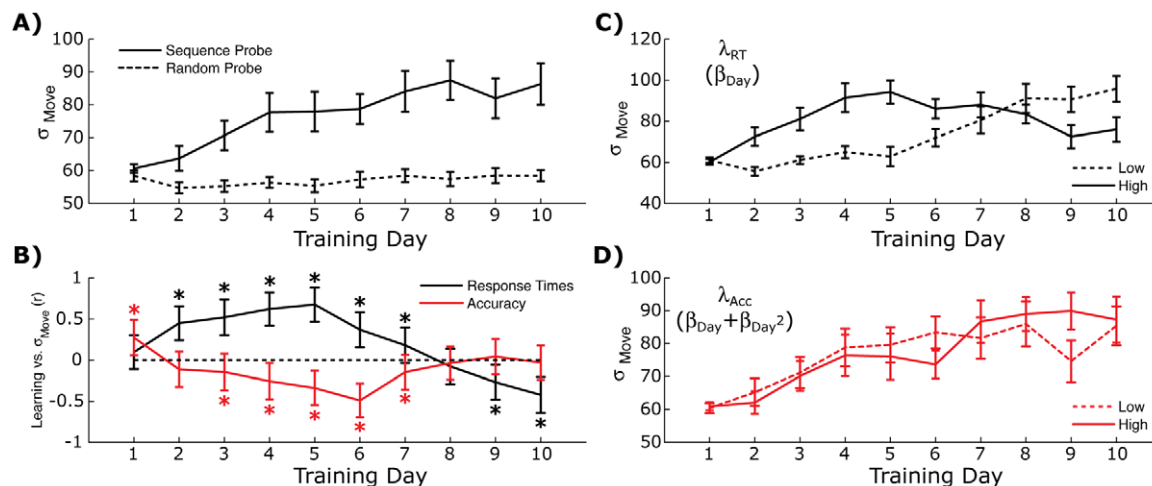 A)
100
90
80
70
60
50
σ Move
Sequence Probe
Random Probe
1 2 3 4 5 6 7 8 9 10
Training Day
B)
1
0.5
0
-0.5
-1
Learning vs. σMove (r)
Response Times
Accuracy
* * * * * * * * *
* * * * * *
1 2 3 4 5 6 7 8 9 10
Training Day
C)
120
100
80
60
40
σ Move
λRT
(βDay)
Low
High
1 2 3 4 5 6 7 8 9 10
Training Day
D)
100
90
80
70
60
50
σ Move
λAcc
(βDay+βDay²)
Low
High
1 2 3 4 5 6 7 8 9 10
Training Day